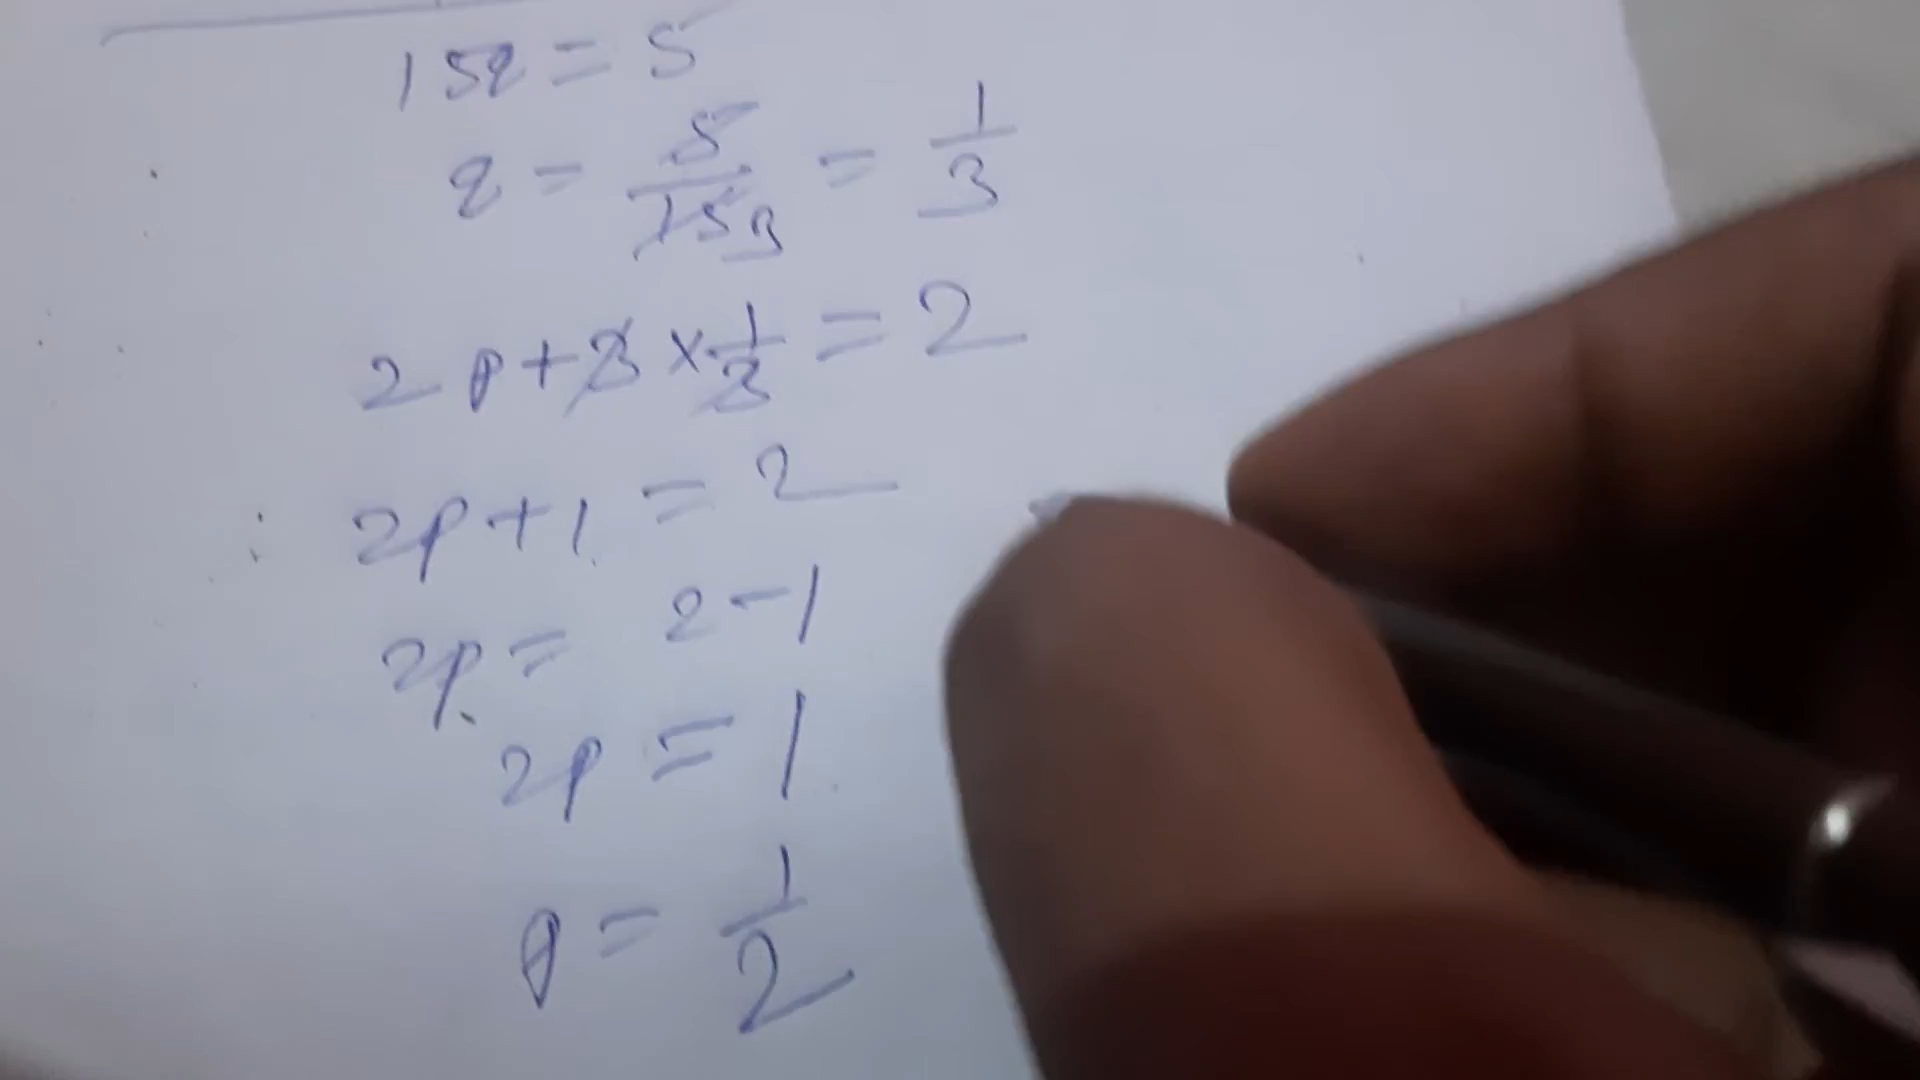 15q = 5
q = 5/15 3 = 1/3
2p + 3 × 1/3 = 2
2p + 1 = 2
2p = 2 - 1
2p = 1
p = 1/2